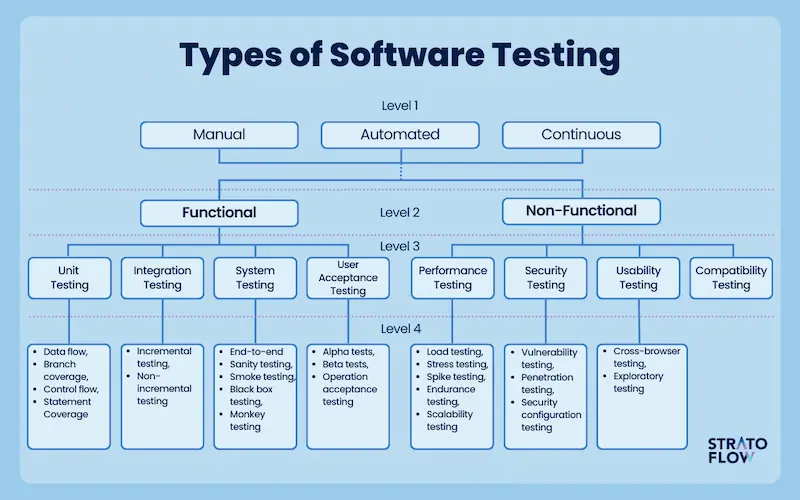 Types of Software Testing
Level 1
Manual
Automated
Continuous
Functional
Level 2
Non-Functional
Level 3
Unit
Testing
Integration
Testing
System
Testing
User
Acceptance
Testing
Performance
Testing
Security
Testing
Usability
Testing
Compatibility
Testing
Level 4
• Data flow,
• Branch
coverage,
• Control flow,
• Statement
Coverage
• Incremental
testing,
• Non-
incremental
testing
• End-to-end
• Sanity testing,
• Smoke testing,
• Black box
testing,
• Monkey
testing
• Alpha tests,
• Beta tests,
• Operation
acceptance
testing
• Load testing,
• Stress testing,
• Spike testing,
• Endurance
testing,
• Scalability
testing
• Vulnerability
testing,
• Penetration
testing,
• Security
configuration
testing
• Cross-browser
testing,
• Exploratory
testing
STRATO
FLOW